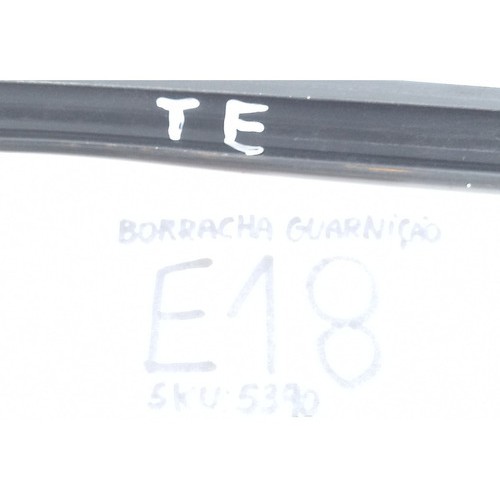 TE
BORRACHA GUARNIÇÃO
E18
SKU:5390